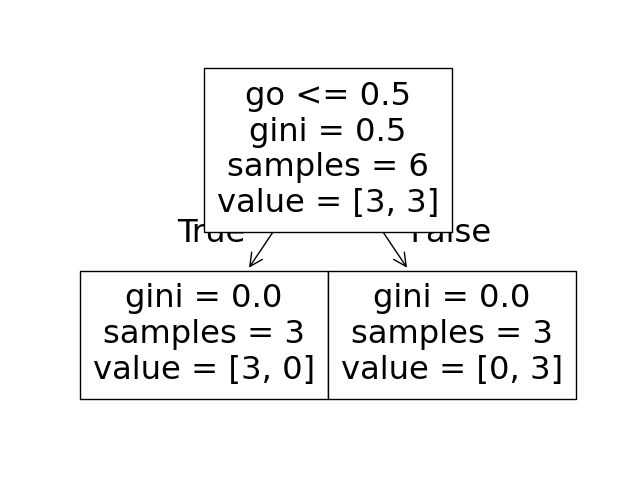 go <= 0.5
gini = 0.5
samples = 6
value = [3, 3]
True
False
gini = 0.0
samples = 3
value = [3, 0]
gini = 0.0
samples = 3
value = [0, 3]